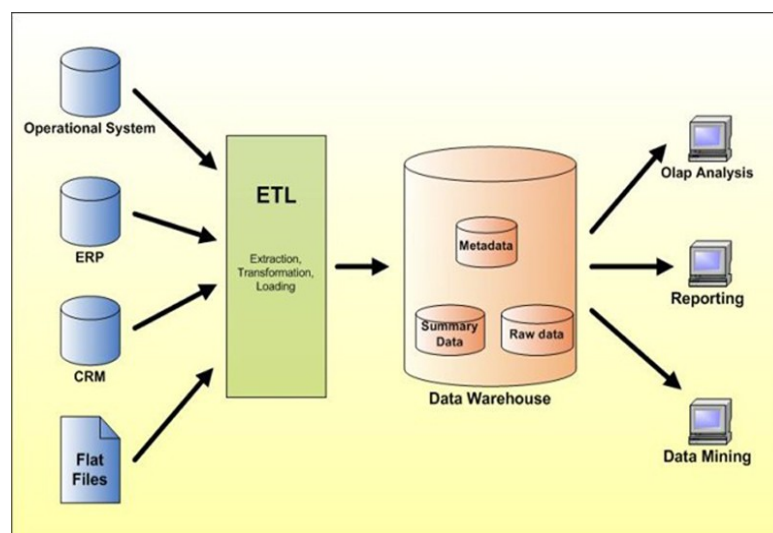 Operational System
ERP
CRM
Flat
Files
ETL
Extraction,
Transformation,
Loading
Metadata
Summary
Data
Raw data
Data Warehouse
Olap Analysis
Reporting
Data Mining